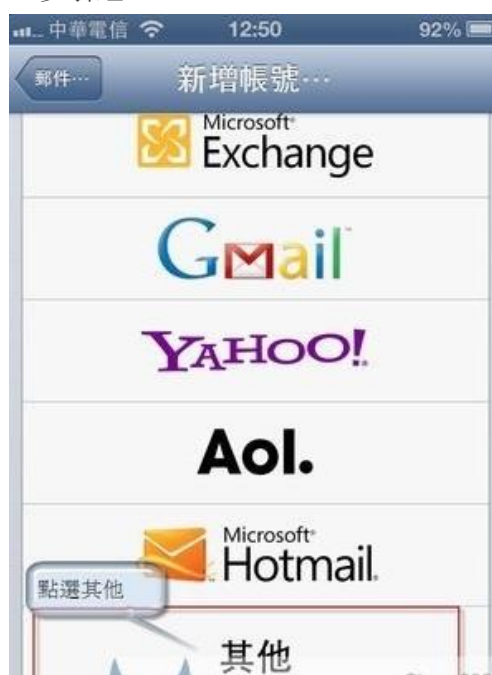 中華電信 12:50 92%
郵件… 新增帳號…
Microsoft
Exchange
Gmail
YAHOO!
Aol.
Microsoft
Hotmail
點選其他
其他